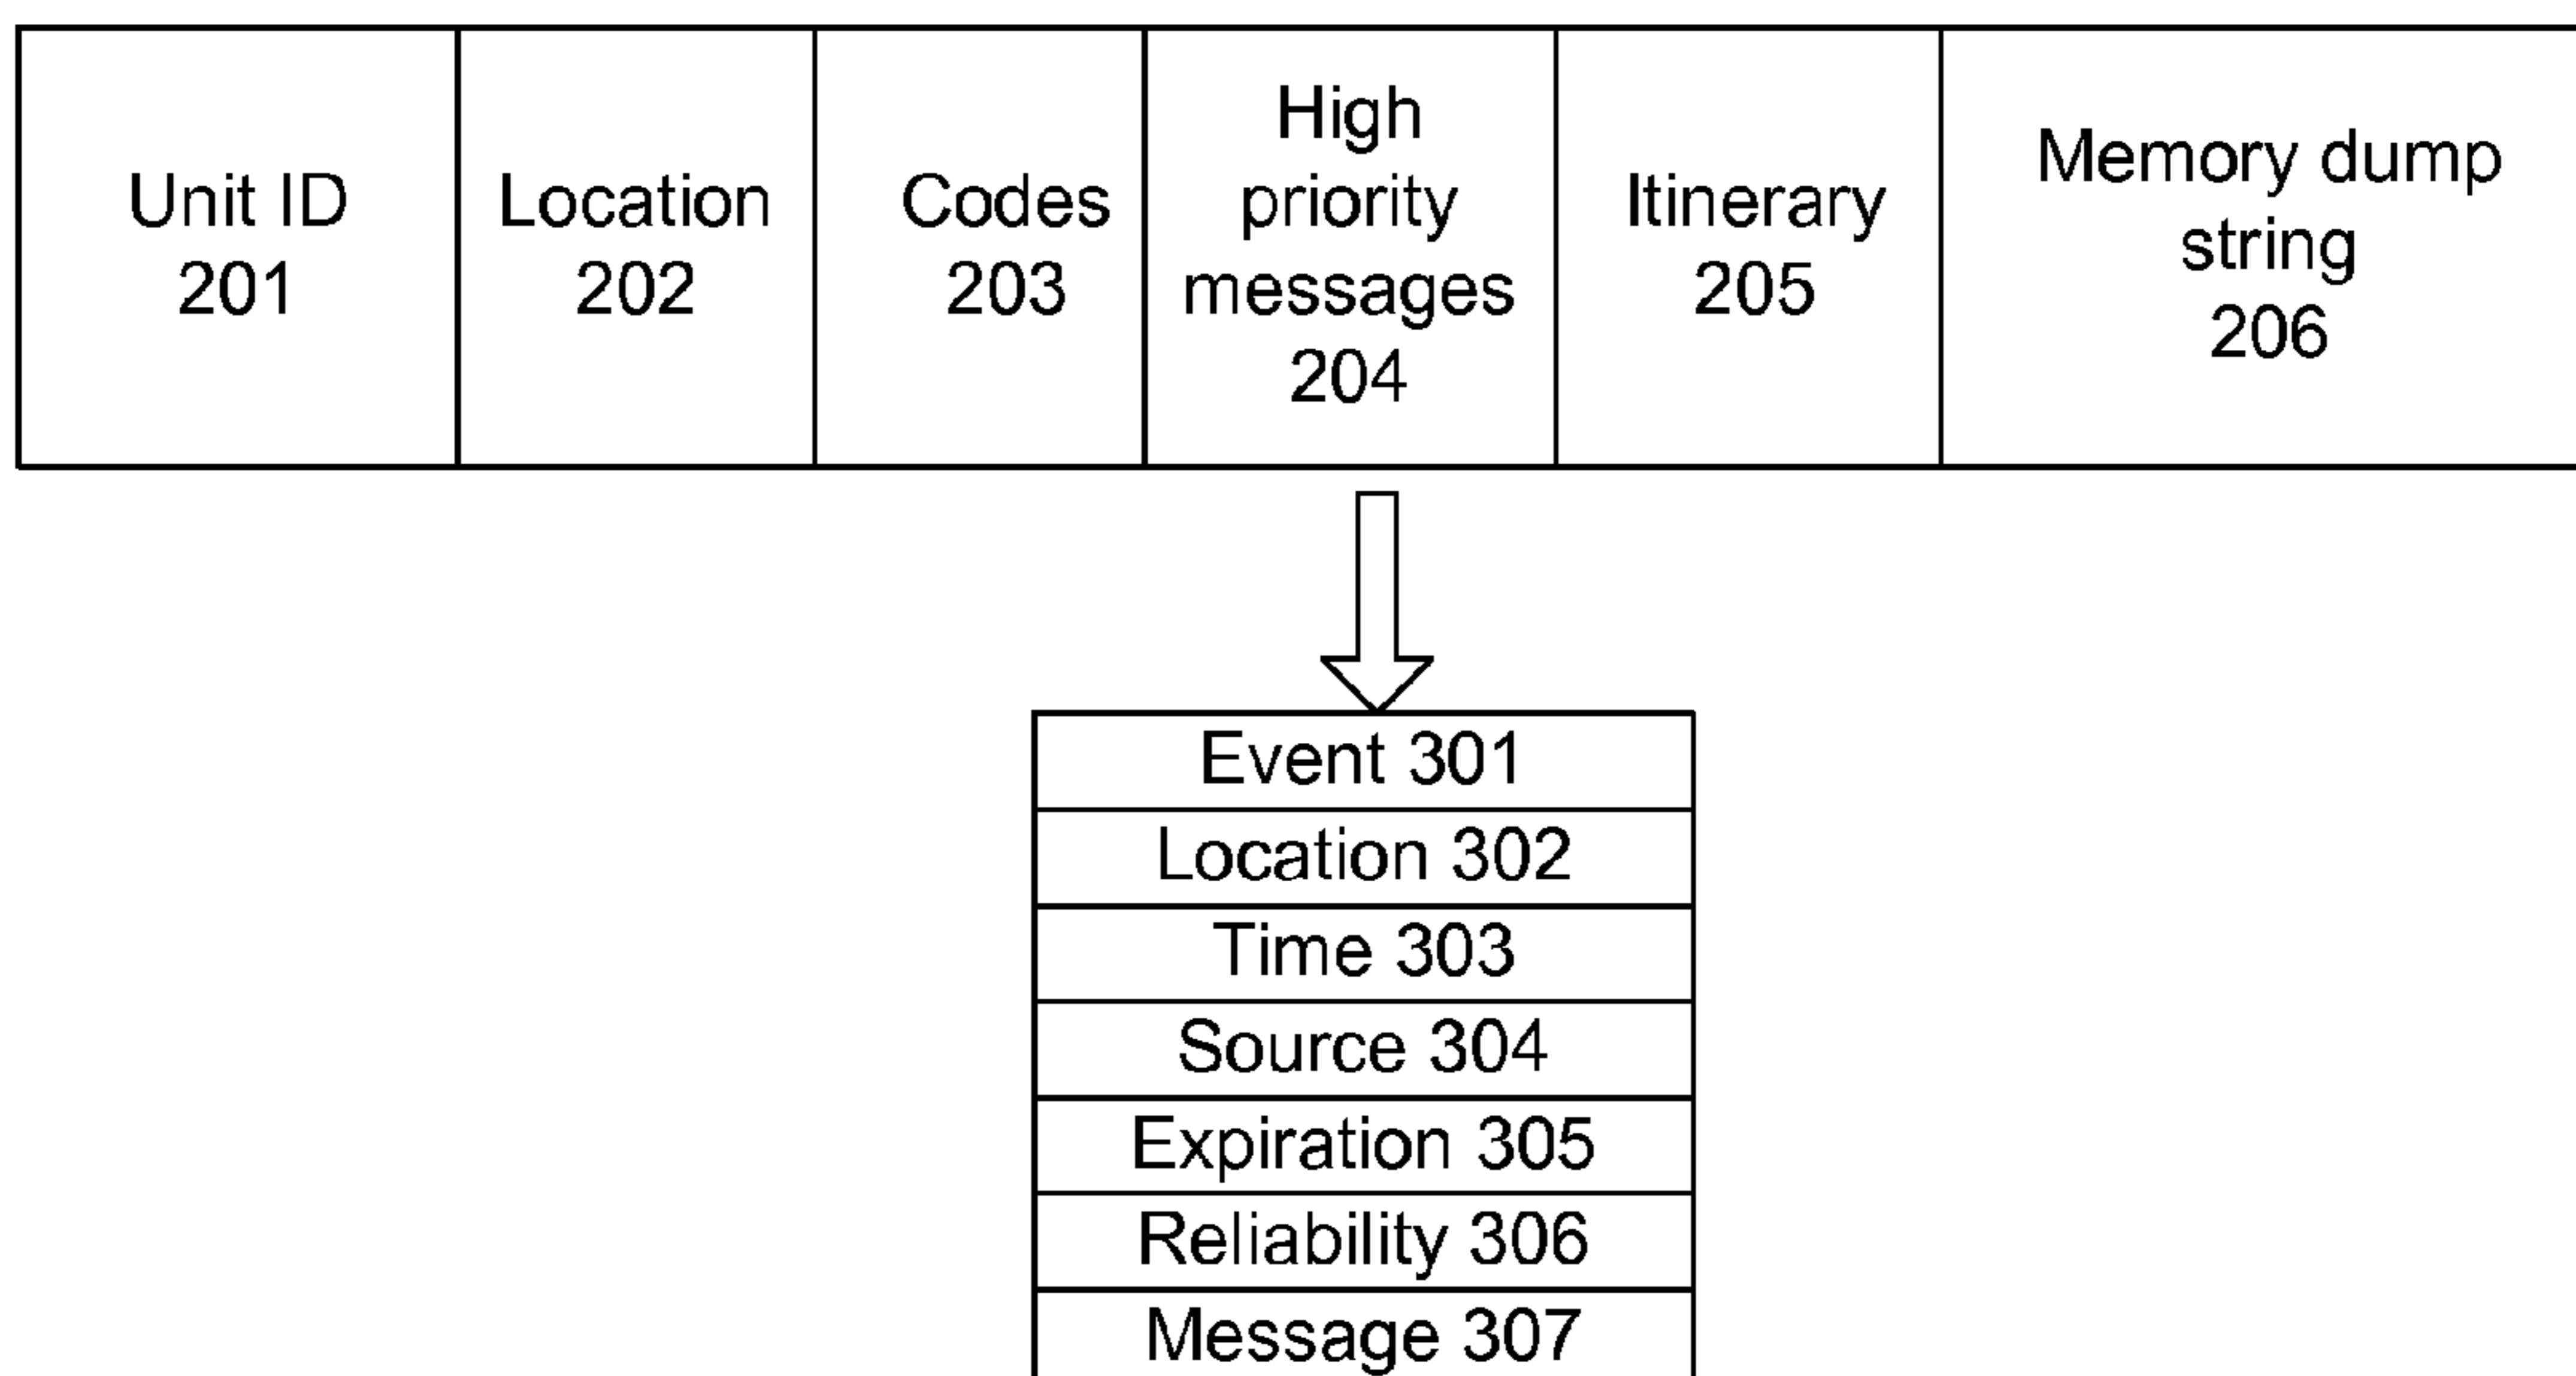 Unit ID
201
Location
202
Codes
203
High
priority
messages
204
Itinerary
205
Memory dump
string
206
Event 301
Location 302
Time 303
Source 304
Expiration 305
Reliability 306
Message 307